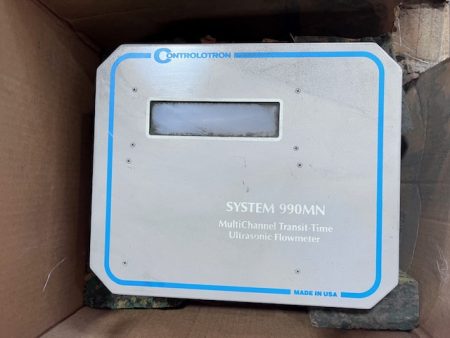 CONTROLOTRON
SYSTEM 990MN
MultiChannel Transit-Time
Ultrasonic Flowmeter
MADE IN USA